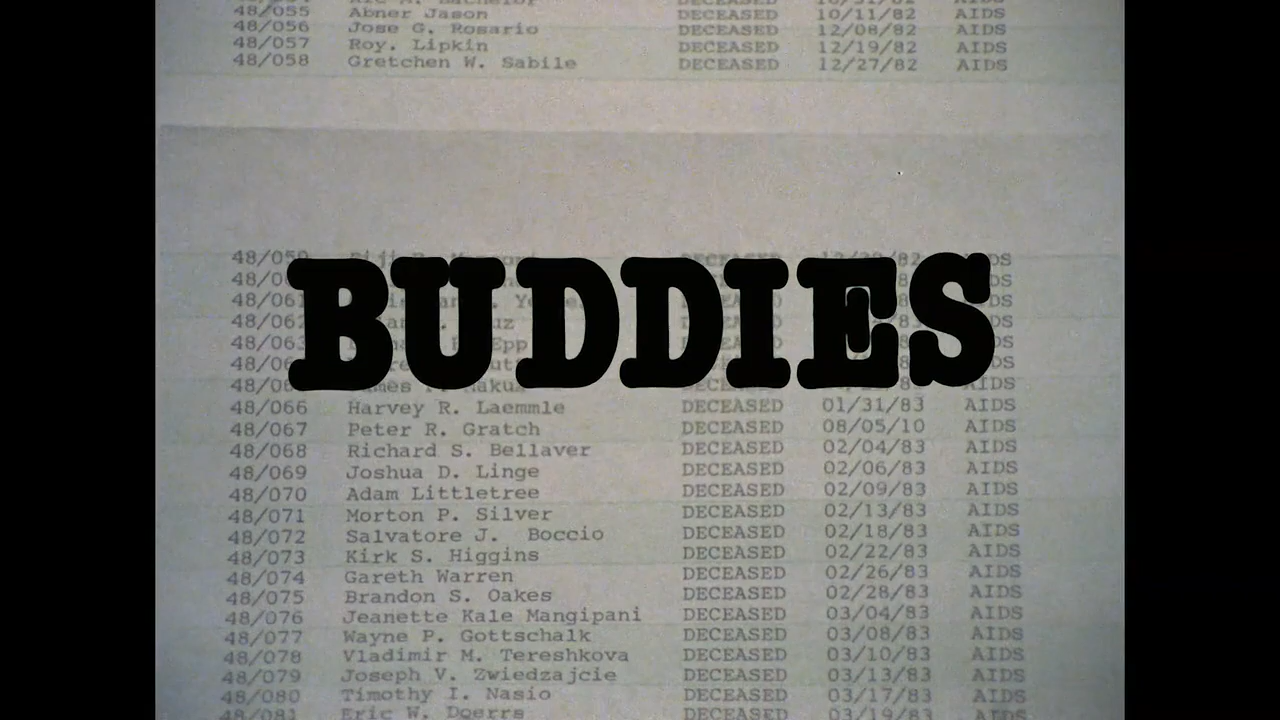 48/055 Abner Jason DECEASED 10/11/82 AIDS
48/056 Jose G. Rosario DECEASED 12/08/82 AIDS
48/057 Roy. Lipkin DECEASED 12/19/82 AIDS
48/058 Gretchen W. Sabile DECEASED 12/27/82 AIDS
BUDDIES
48/066 Harvey R. Laemmle DECEASED 01/31/83 AIDS
48/067 Peter R. Gratch DECEASED 08/05/10 AIDS
48/068 Richard S. Bellaver DECEASED 02/04/83 AIDS
48/069 Joshua D. Linge DECEASED 02/06/83 AIDS
48/070 Adam Littletree DECEASED 02/09/83 AIDS
48/071 Morton P. Silver DECEASED 02/13/83 AIDS
48/072 Salvatore J. Boccio DECEASED 02/18/83 AIDS
48/073 Kirk S. Higgins DECEASED 02/22/83 AIDS
48/074 Gareth Warren DECEASED 02/26/83 AIDS
48/075 Brandon S. Oakes DECEASED 02/28/83 AIDS
48/076 Jeanette Kale Mangipani DECEASED 03/04/83 AIDS
48/077 Wayne P. Gottschalk DECEASED 03/08/83 AIDS
48/078 Vladimir M. Tereshkova DECEASED 03/10/83 AIDS
48/079 Joseph V. Zwiedzajcie DECEASED 03/13/83 AIDS
48/080 Timothy I. Nasio DECEASED 03/17/83 AIDS
48/081 Eric W. Doerrs DECEASED 03/19/83 AIDS